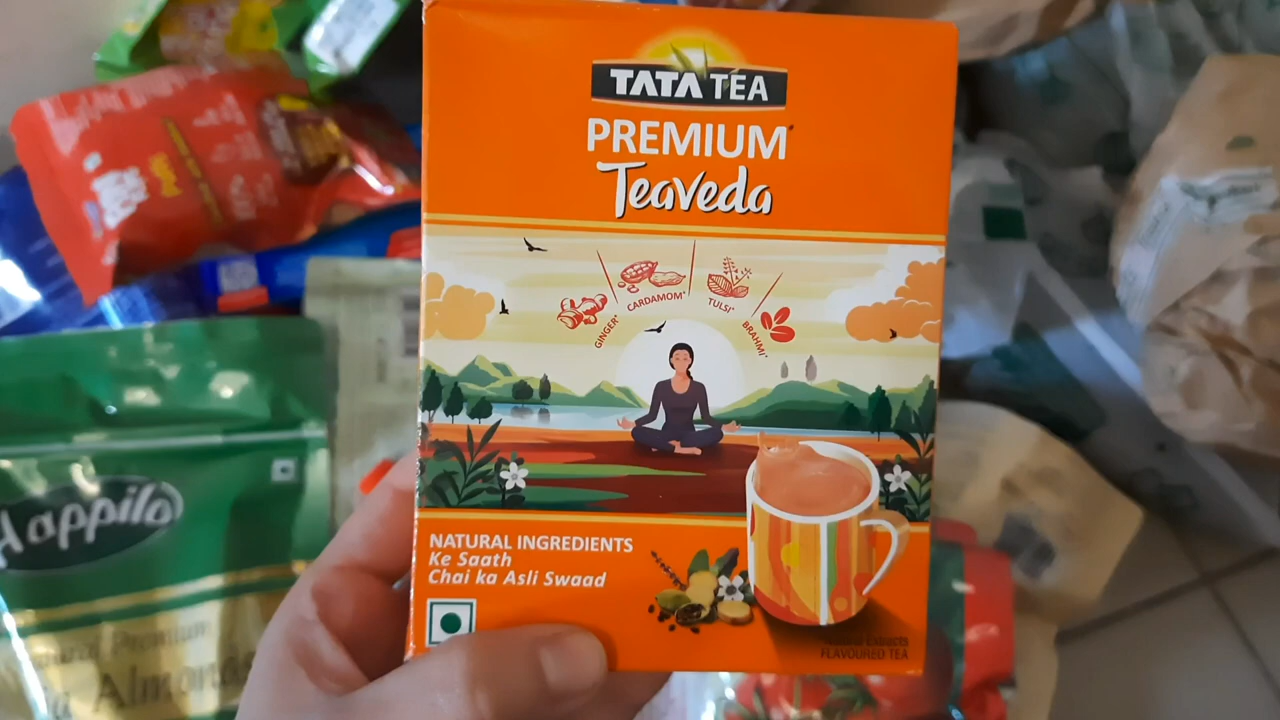 TATA TEA
PREMIUM*
Teaveda
GINGER*
CARDAMOM*
TULSI*
BRAHMI*
NATURAL INGREDIENTS
Ke Saath
Chai ka Asli Swaad
FLAVOURED TEA
Happilo
Premium
Almonds